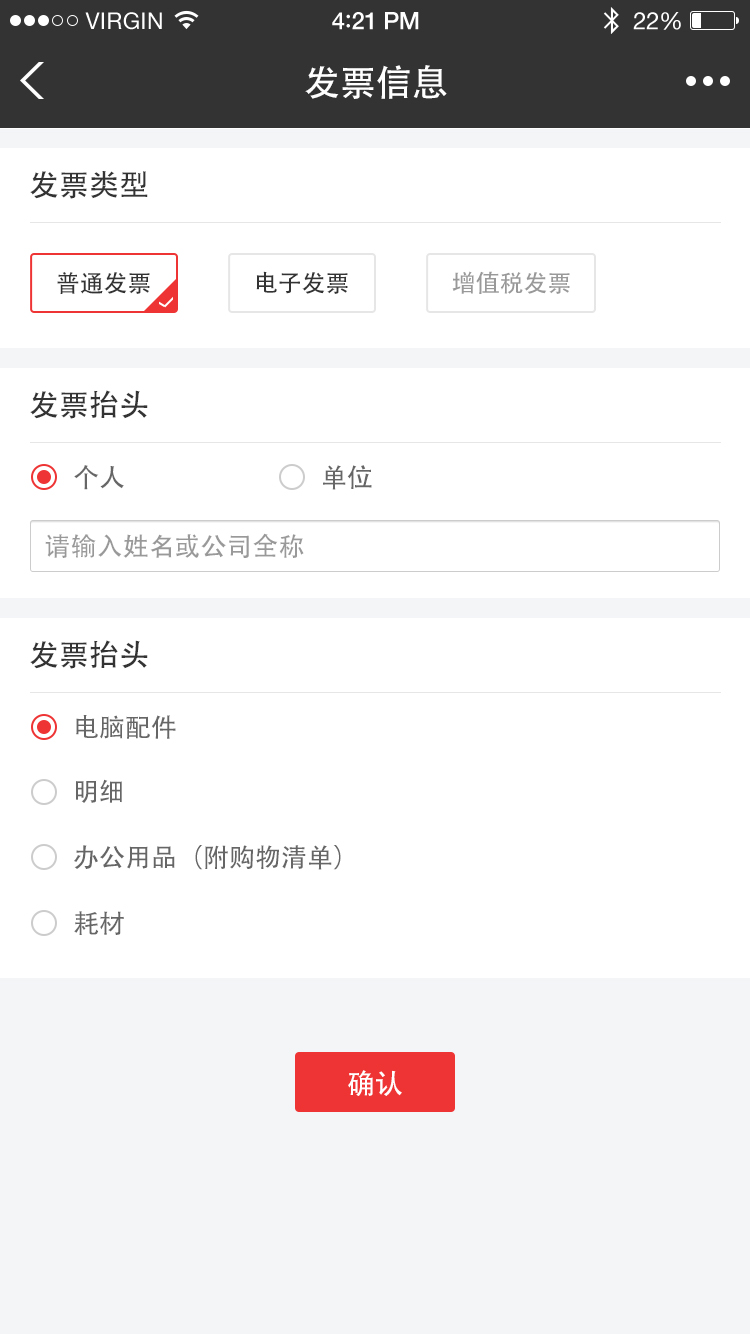 VIRGIN 4:21 PM 22%
发票信息
发票类型
普通发票 电子发票 增值税发票
发票抬头
个人 单位
请输入姓名或公司全称
发票抬头
电脑配件
明细
办公用品（附购物清单）
耗材
确认